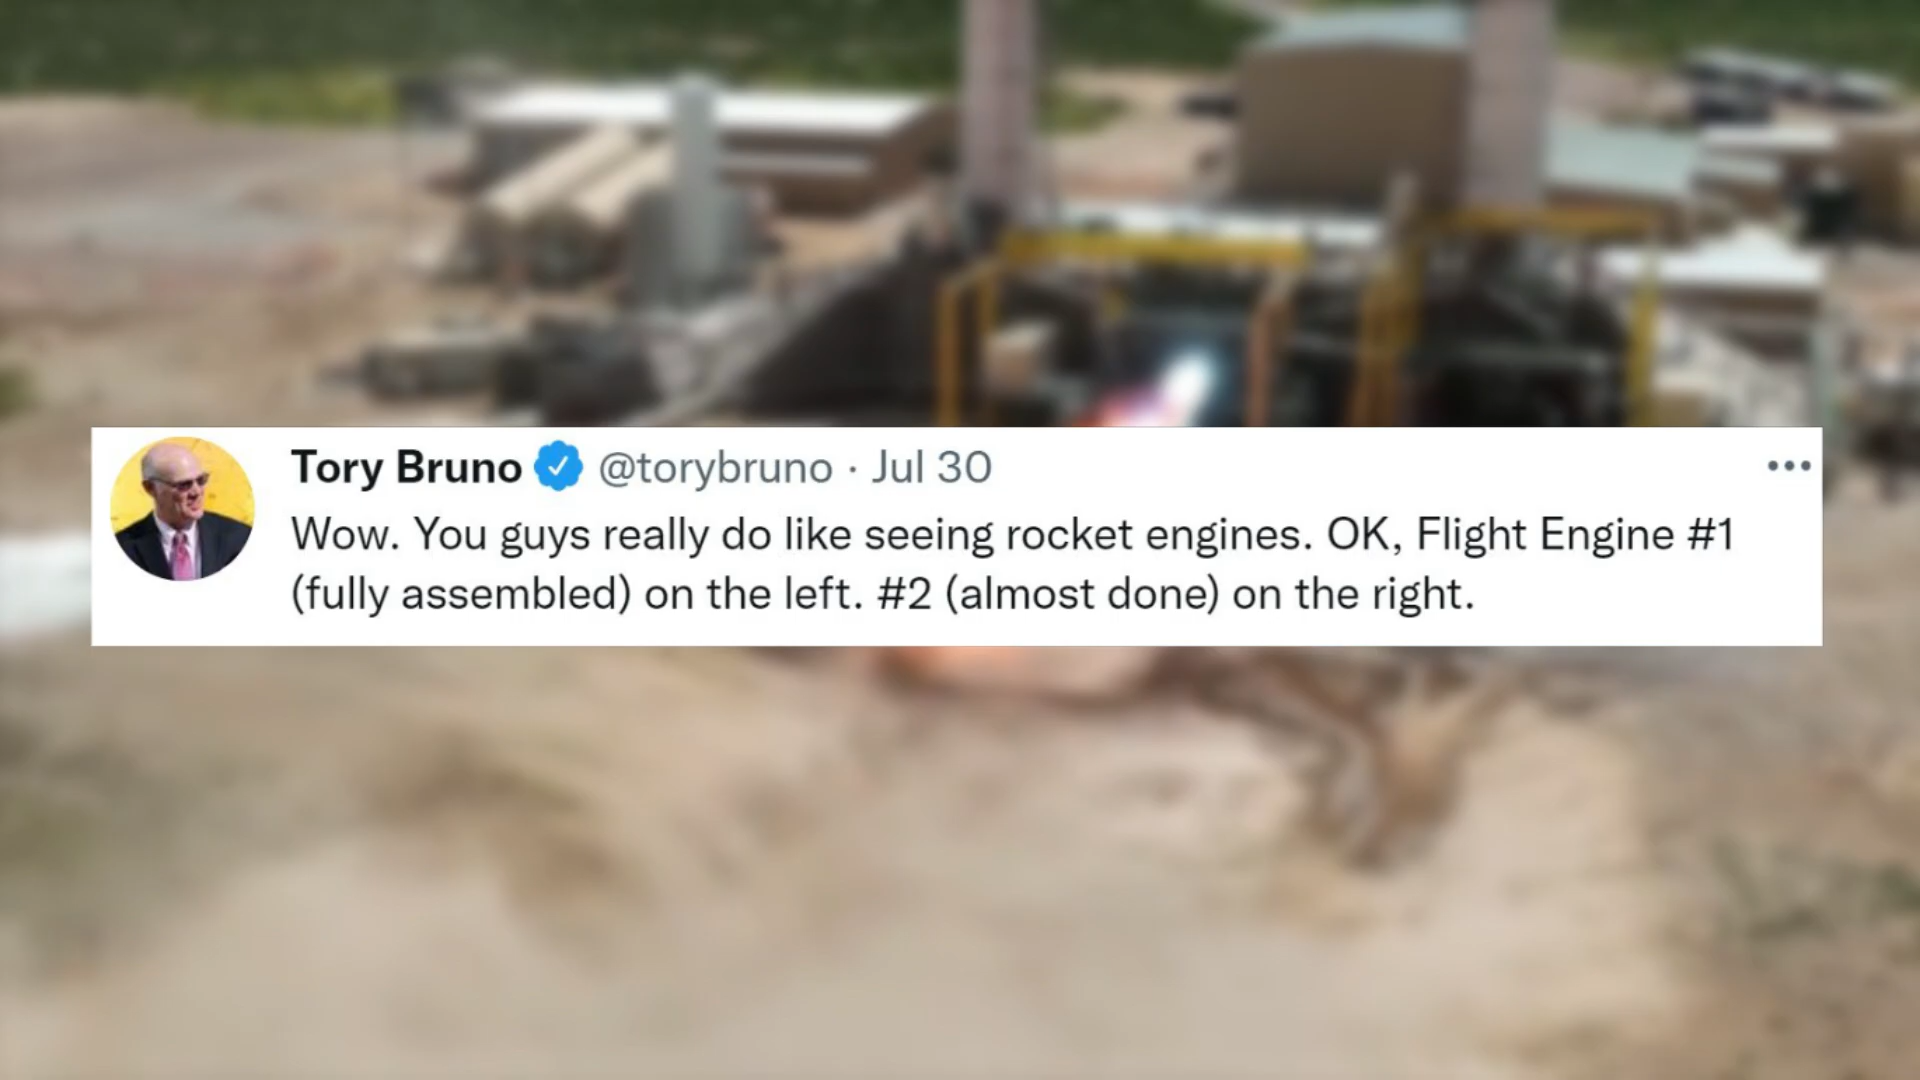 Tory Bruno @torybruno · Jul 30
Wow. You guys really do like seeing rocket engines. OK, Flight Engine #1
(fully assembled) on the left. #2 (almost done) on the right.